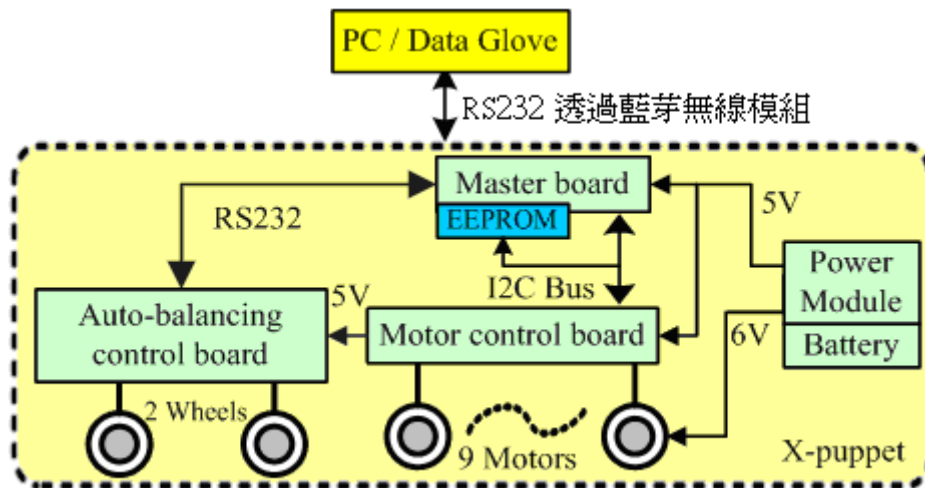 PC / Data Glove
RS232 透過藍芽無線模組
Master board
EEPROM
RS232
5V
I2C Bus
Power
Module
Battery
Auto-balancing
control board
5V
Motor control board
6V
2 Wheels
9 Motors
X-puppet